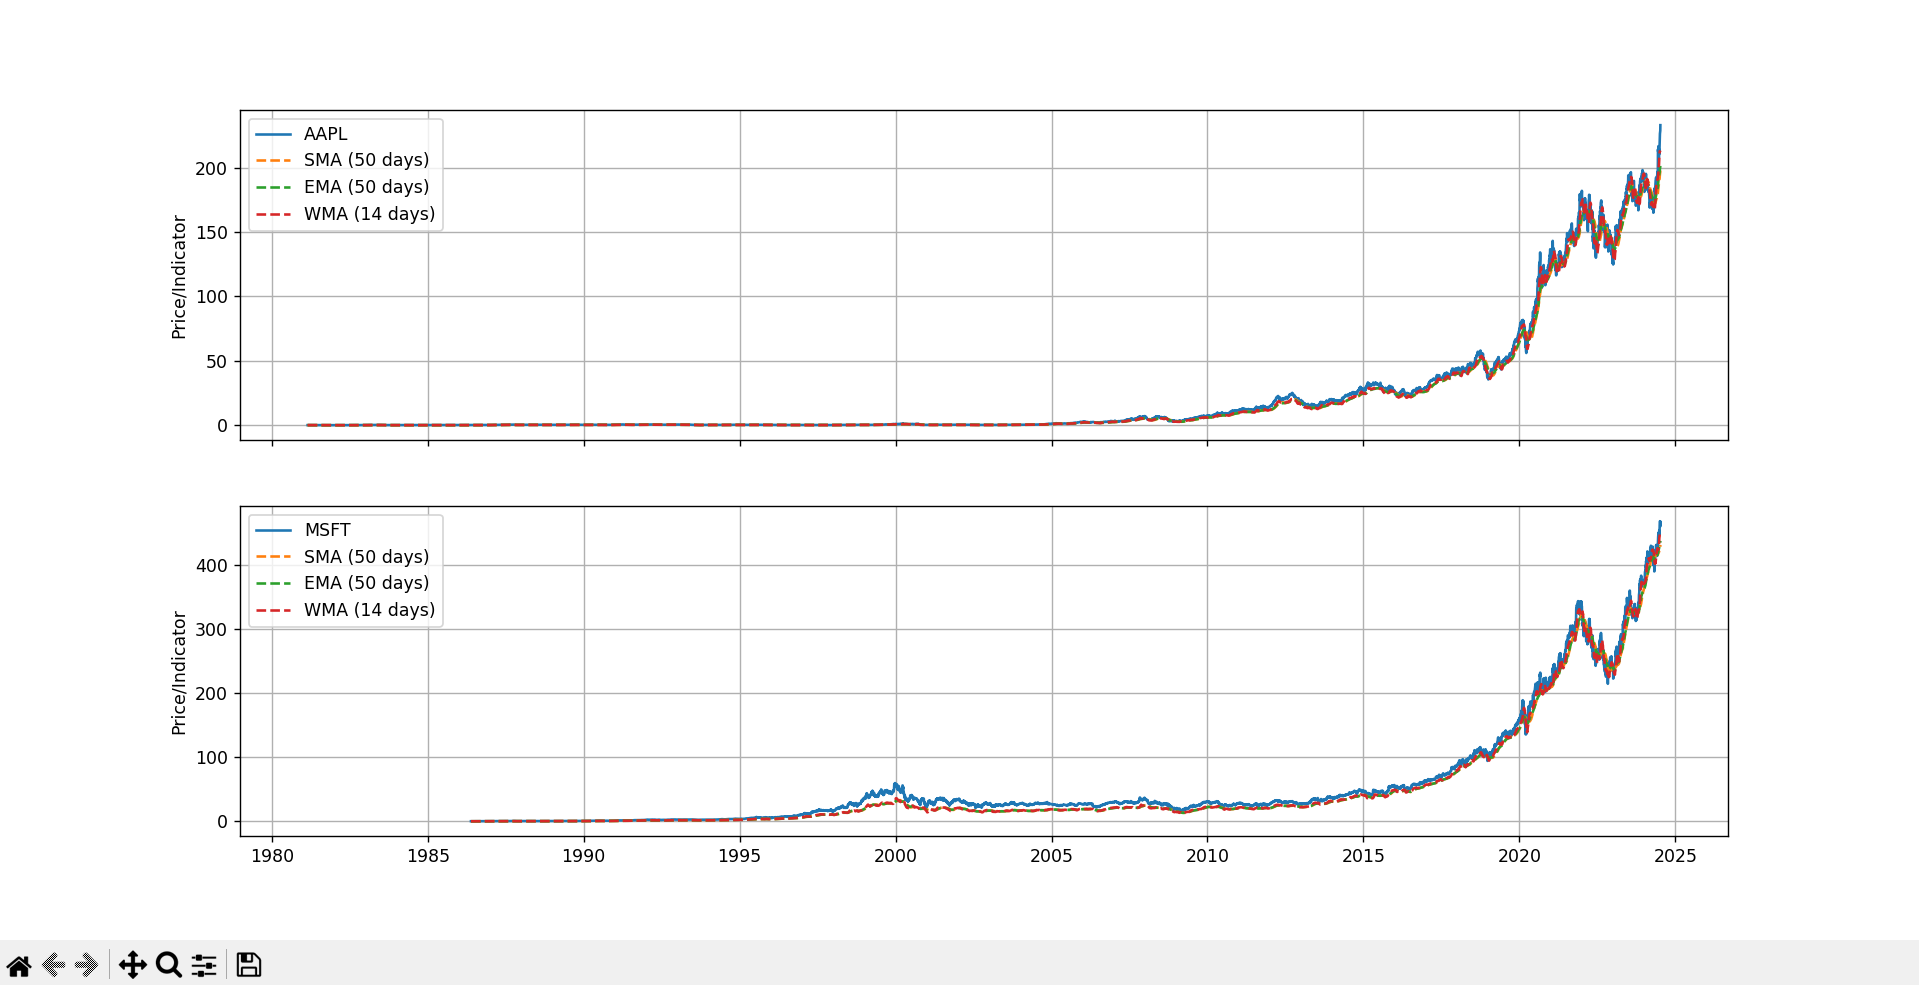 AAPL
SMA (50 days)
EMA (50 days)
WMA (14 days)
Price/Indicator
200
150
100
50
0
MSFT
SMA (50 days)
EMA (50 days)
WMA (14 days)
Price/Indicator
400
300
200
100
0
1980 1985 1990 1995 2000 2005 2010 2015 2020 2025